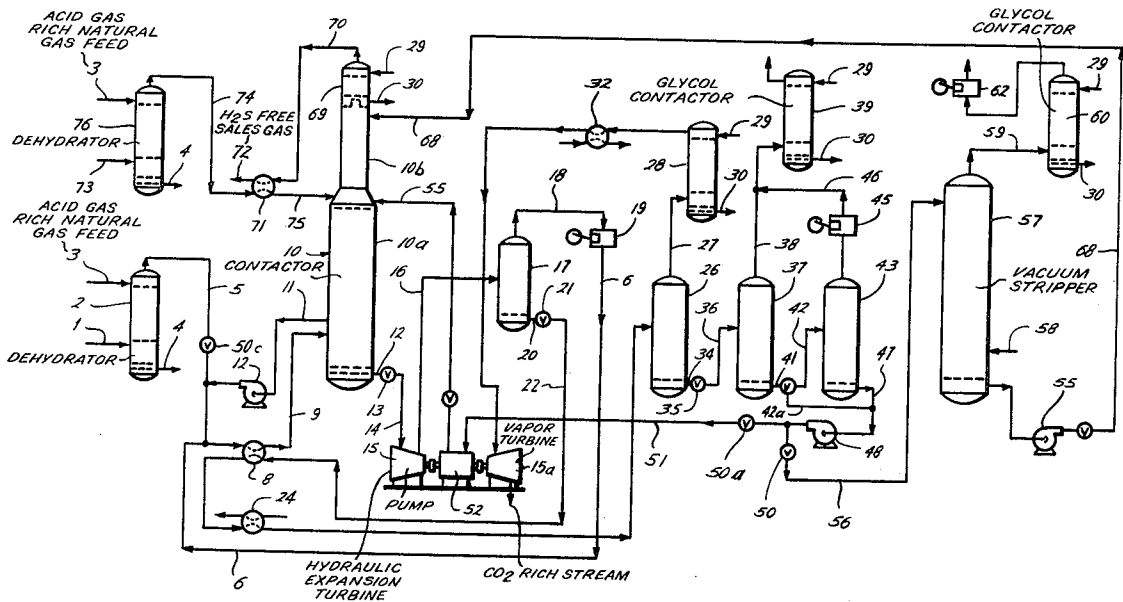 ACID GAS
RICH NATURAL
GAS FEED
3
74
76
DEHYDRATOR
73
4
H2S FREE
SALES GAS
72
71
75
70
69
29
30
68
10b
ACID GAS
RICH NATURAL
GAS FEED
3
2
5
1
DEHYDRATOR
4
50c
12
9
8
24
6
10
CONTACTOR
10a
11
55
12
13
14
15
PUMP
HYDRAULIC
EXPANSION
TURBINE
52
VAPOR
TURBINE
15a
CO2 RICH STREAM
16
18
19
17
21
20
22
6
32
GLYCOL
CONTACTOR
29
28
30
27
26
34
35
36
38
37
41
42
42a
29
39
30
46
45
43
47
48
50a
51
50
56
GLYCOL
CONTACTOR
62
29
60
59
30
57
VACUUM
STRIPPER
58
55
68